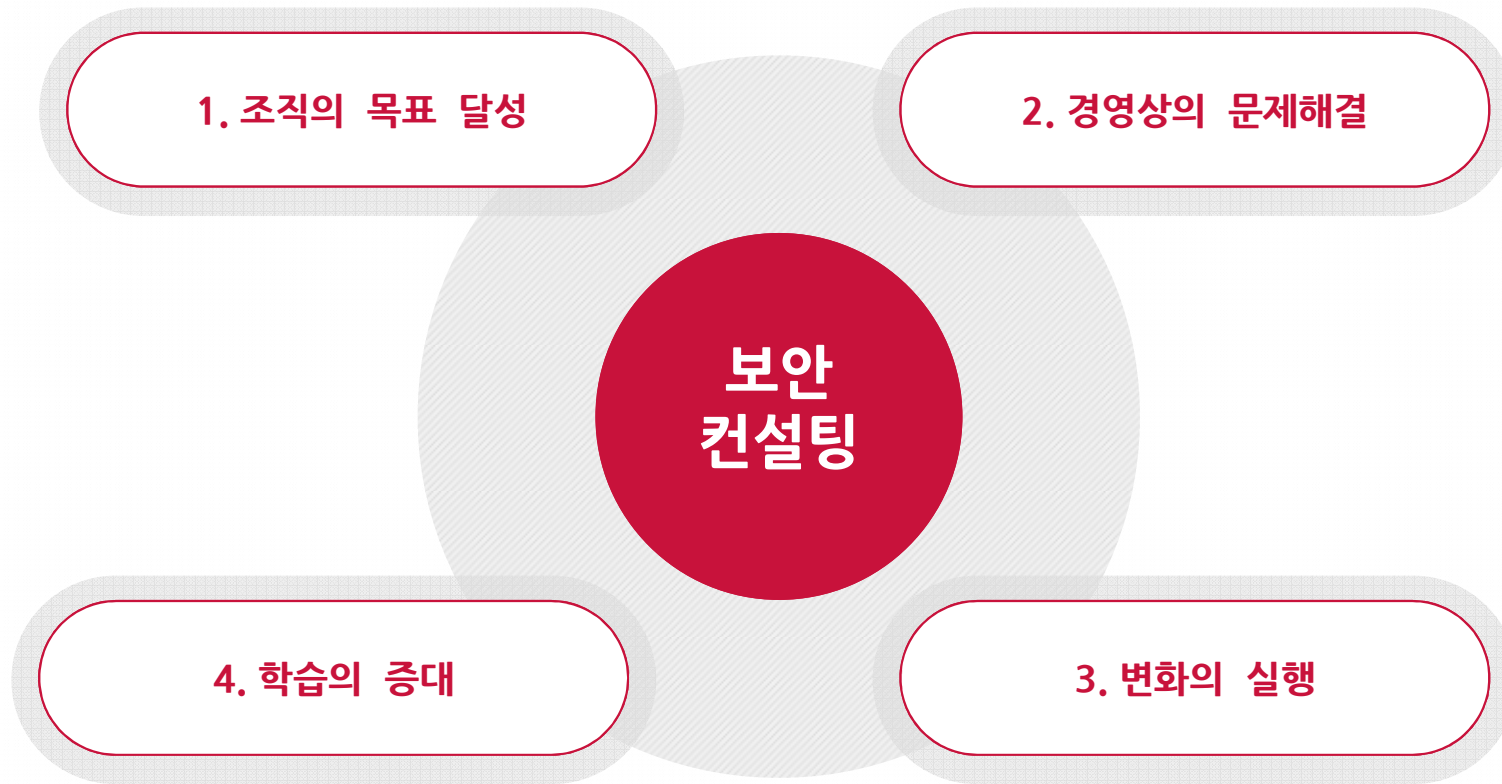 1. 조직의 목표 달성
2. 경영상의 문제해결
보안
컨설팅
4. 학습의 증대
3. 변화의 실행